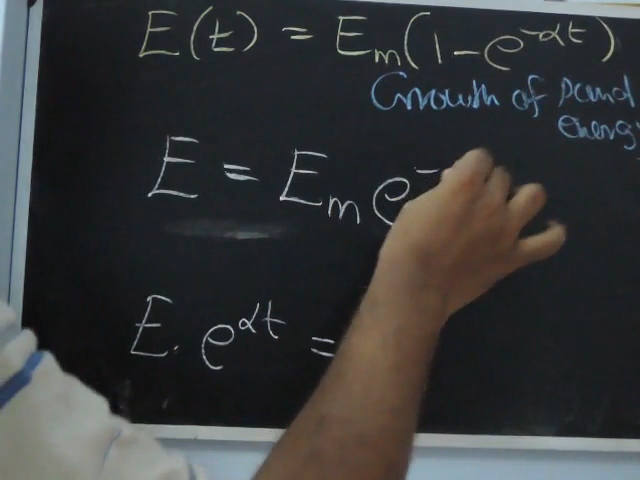 E(t) = Em(1-e^-αt)
Growth of sound
energy
E = Em e^-
E. e^αt =